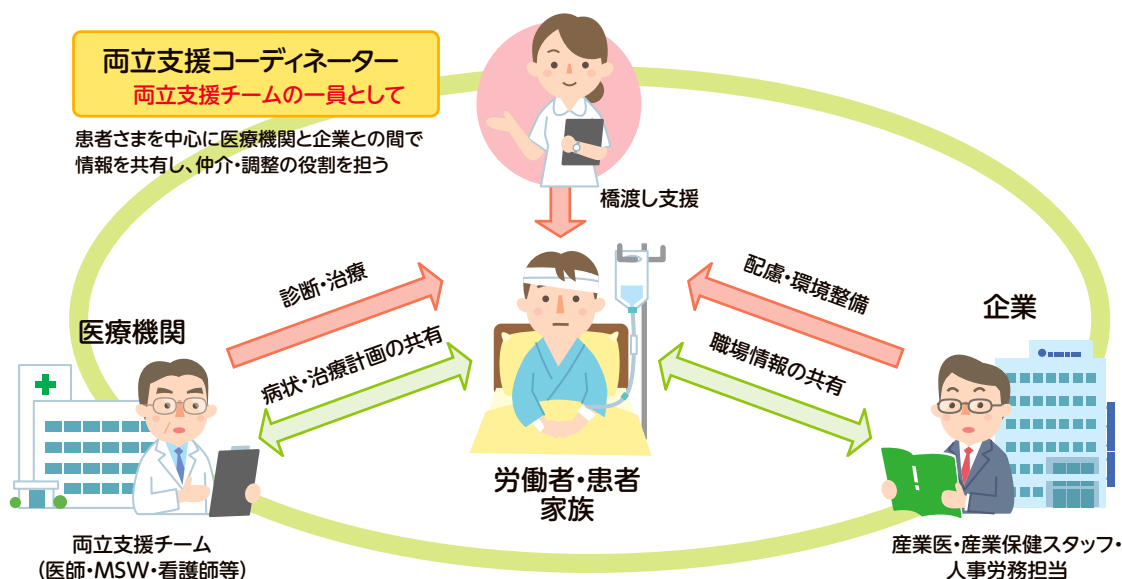 両立支援コーディネーター
両立支援チームの一員として
患者さまを中心に医療機関と企業との間で
情報を共有し、仲介・調整の役割を担う
橋渡し支援
診断・治療
配慮・環境整備
医療機関
病状・治療計画の共有
職場情報の共有
企業
!
労働者・患者
家族
両立支援チーム
(医師・MSW・看護師等)
産業医・産業保健スタッフ・
人事労務担当